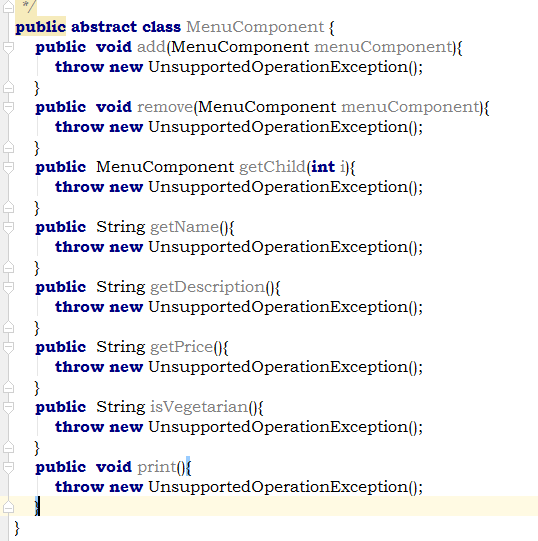 */
public abstract class MenuComponent {
public  void add(MenuComponent menuComponent){
throw new UnsupportedOperationException();
}
public  void remove(MenuComponent menuComponent){
throw new UnsupportedOperationException();
}
public  MenuComponent getChild(int i){
throw new UnsupportedOperationException();
}
public  String getName(){
throw new UnsupportedOperationException();
}
public  String getDescription(){
throw new UnsupportedOperationException();
}
public  String getPrice(){
throw new UnsupportedOperationException();
}
public  String isVegetarian(){
throw new UnsupportedOperationException();
}
public  void print(){
throw new UnsupportedOperationException();
}
}